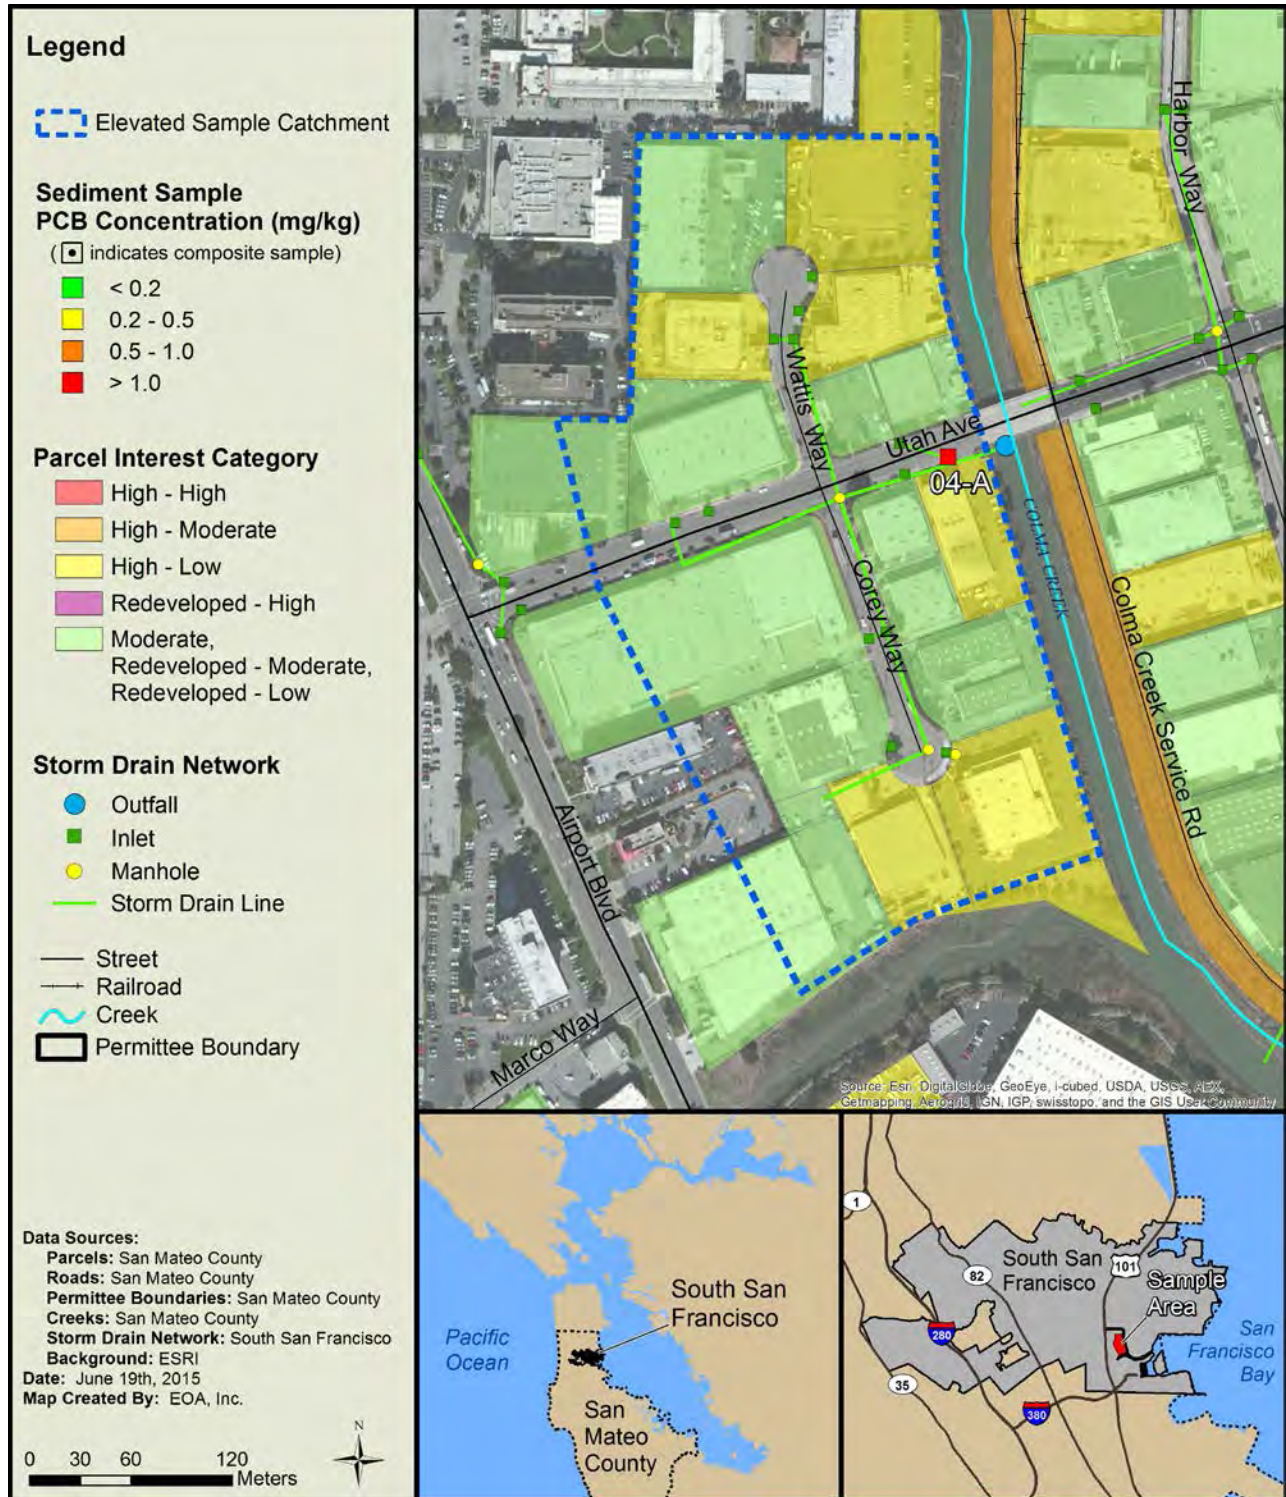 Legend
Elevated Sample Catchment
Sediment Sample
PCB Concentration (mg/kg)
( indicates composite sample)
< 0.2
0.2 - 0.5
0.5 - 1.0
> 1.0
Parcel Interest Category
High - High
High - Moderate
High - Low
Redeveloped - High
Moderate,
Redeveloped - Moderate,
Redeveloped - Low
Storm Drain Network
Outfall
Inlet
Manhole
Storm Drain Line
Street
Railroad
Creek
Permittee Boundary
Data Sources:
Parcels: San Mateo County
Roads: San Mateo County
Permittee Boundaries: San Mateo County
Creeks: San Mateo County
Storm Drain Network: South San Francisco
Background: ESRI
Date: June 19th, 2015
Map Created By: EOA, Inc.
N
0 30 60 120
Meters
Harbor Way
Wattis Way
Utah Ave
04-A
COLMA CREEK
Corey Way
Colma Creek Service Rd
Airport Blvd
Marco Way
Source: Esri, DigitalGlobe, GeoEye, i-cubed, USDA, USGS, AEX,
Getmapping, Aerogrid, IGN, IGP, swisstopo, and the GIS User Community
Pacific
Ocean
South San
Francisco
San
Mateo
County
1
82
101
South San
Francisco
Sample
Area
280
35
380
San
Francisco
Bay